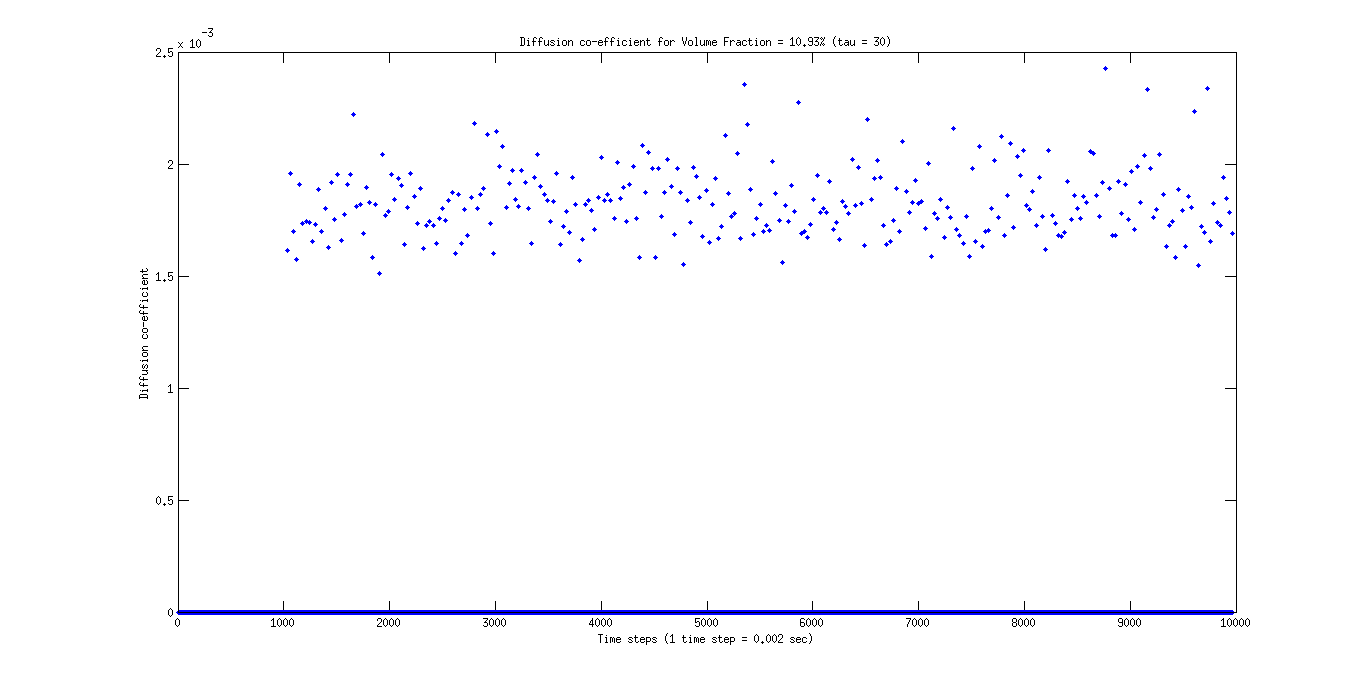 Diffusion co-efficient for Volume Fraction = 10.93% (tau = 30)
x 10^-3
2.5
2
1.5
1
0.5
0
Diffusion co-efficient
0 1000 2000 3000 4000 5000 6000 7000 8000 9000 10000
Time steps (1 time step = 0.002 sec)